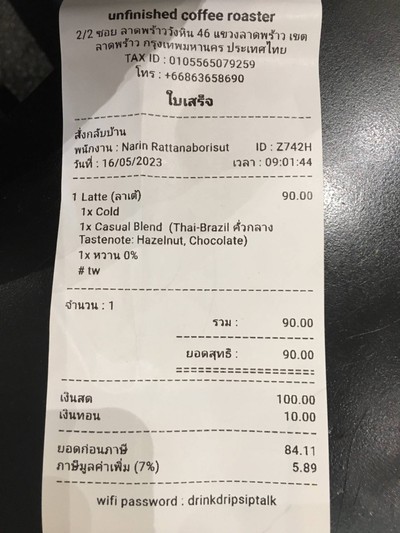 unfinished coffee roaster
2/2 ซอย ลาดพร้าววังหิน 46 แขวงลาดพร้าว เขต
ลาดพร้าว กรุงเทพมหานคร ประเทศไทย
TAX ID : 0105565079259
โทร : +66863658690
ใบเสร็จ
สั่งกลับบ้าน
พนักงาน : Narin Rattanaborisut ID : Z742H
วันที่ : 16/05/2023 เวลา : 09:01:44
1 Latte (ลาเต้) 90.00
1x Cold
1x Casual Blend (Thai-Brazil คั่วกลาง
Tastenote: Hazelnut, Chocolate)
1x หวาน 0%
# tw
จำนวน : 1
รวม : 90.00
ยอดสุทธิ : 90.00
เงินสด 100.00
เงินทอน 10.00
ยอดก่อนภาษี 84.11
ภาษีมูลค่าเพิ่ม (7%) 5.89
wifi password : drinkdripsiptalk